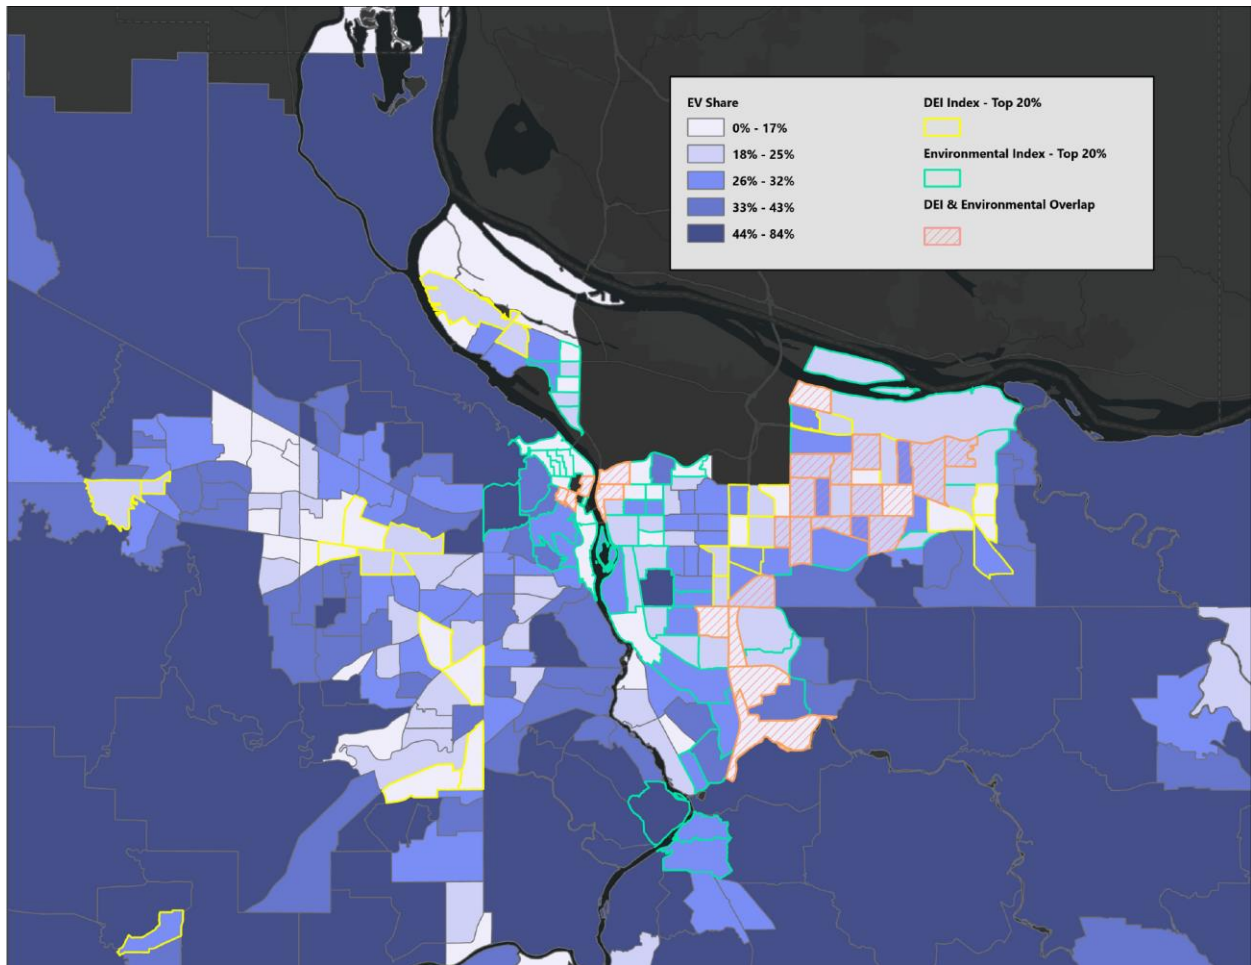 EV Share
0% - 17%
18% - 25%
26% - 32%
33% - 43%
44% - 84%
DEI Index - Top 20%
Environmental Index - Top 20%
DEI & Environmental Overlap